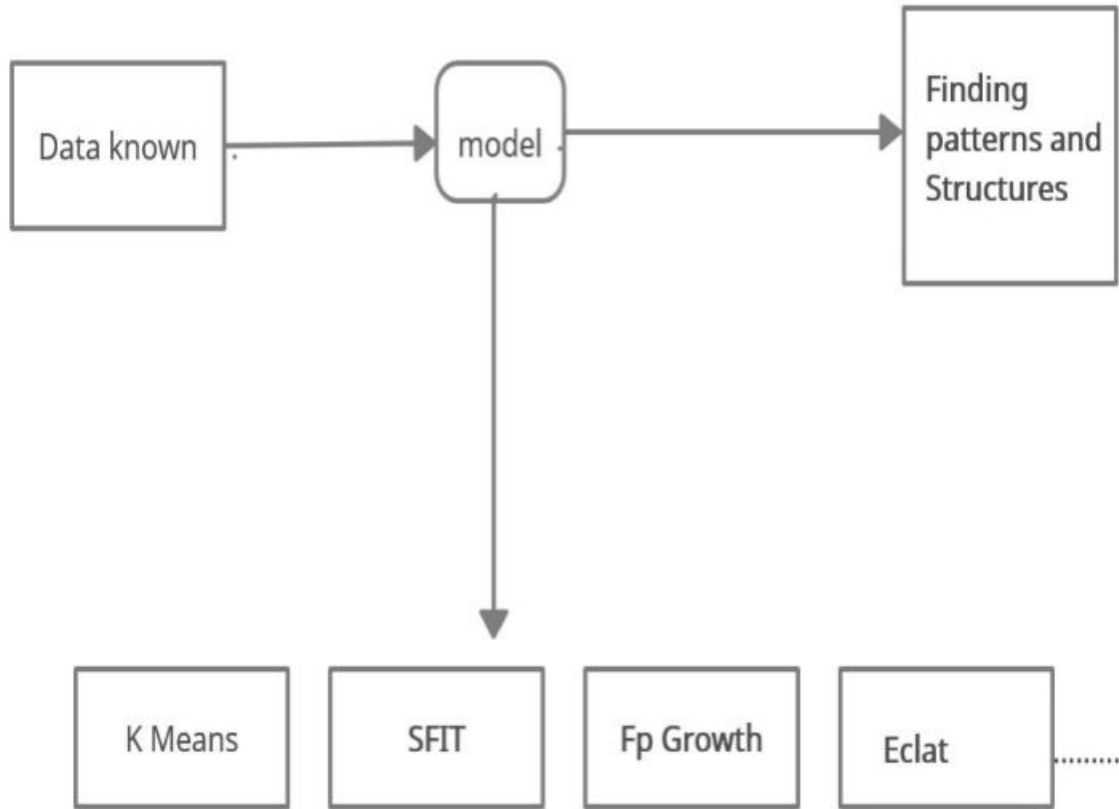 Data known
model
Finding
patterns and
Structures
K Means
SFIT
Fp Growth
Eclat